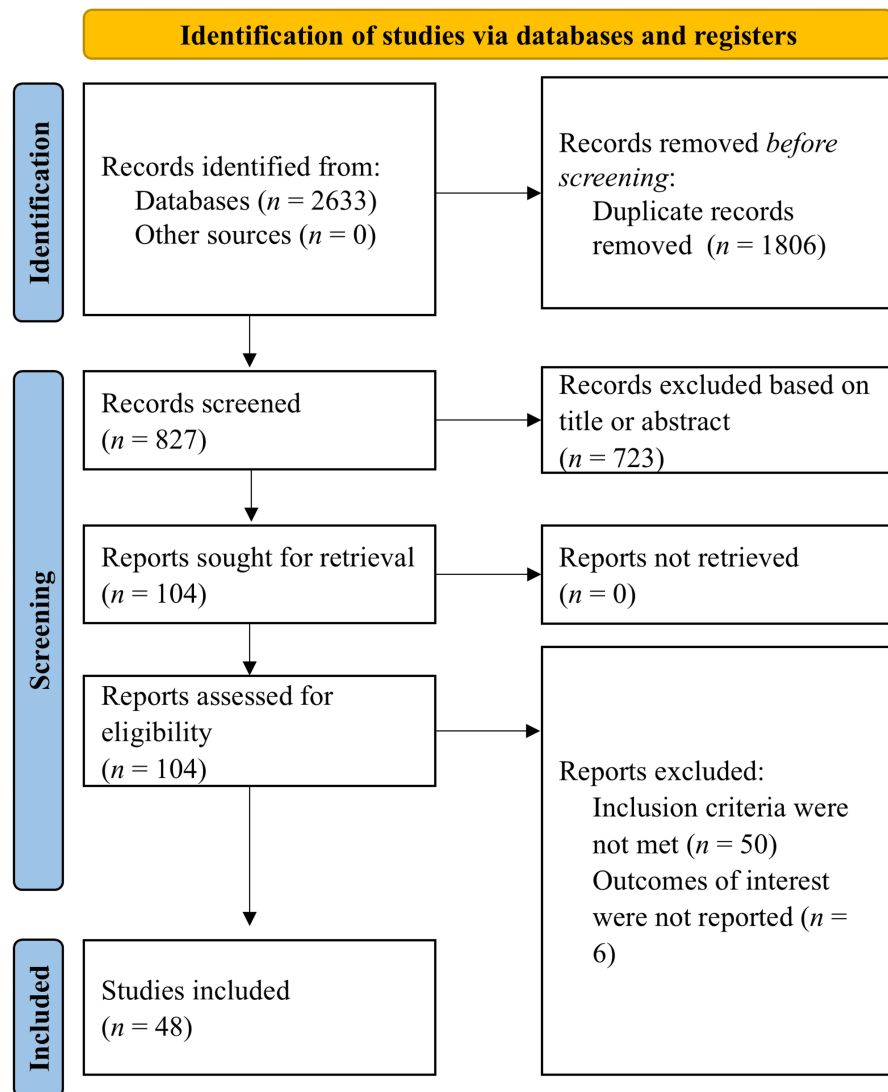 Identification of studies via databases and registers
Identification
Records identified from:
Databases (n = 2633)
Other sources (n = 0)
Records removed before
screening:
Duplicate records
removed  (n = 1806)
Screening
Records screened
(n = 827)
Records excluded based on
title or abstract
(n = 723)
Reports sought for retrieval
(n = 104)
Reports not retrieved
(n = 0)
Reports assessed for
eligibility
(n = 104)
Reports excluded:
Inclusion criteria were
not met (n = 50)
Outcomes of interest
were not reported (n =
6)
Included
Studies included
(n = 48)